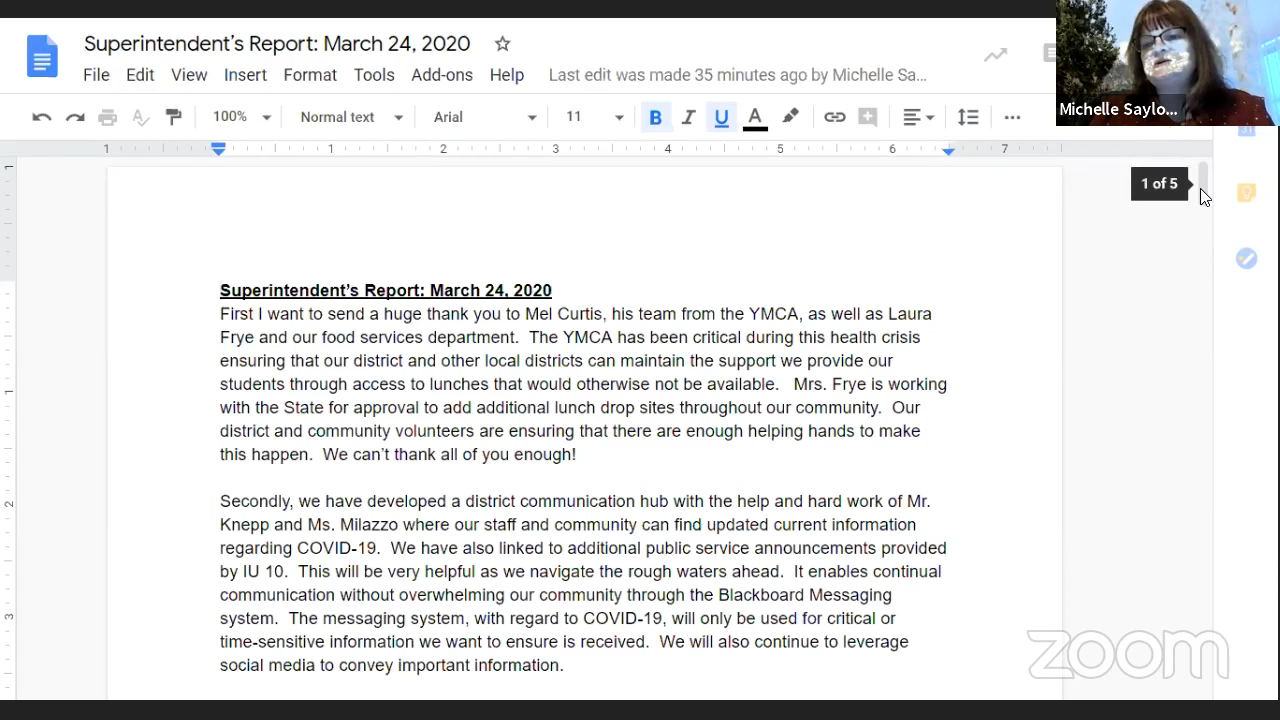 Superintendent's Report: March 24, 2020
File Edit View Insert Format Tools Add-ons Help Last edit was made 35 minutes ago by Michelle Sa...
100% Normal text Arial 11 B I U A
Michelle Saylo...
1 1 2 3 4 5 6 7
1 of 5
Superintendent's Report: March 24, 2020
First I want to send a huge thank you to Mel Curtis, his team from the YMCA, as well as Laura
Frye and our food services department. The YMCA has been critical during this health crisis
ensuring that our district and other local districts can maintain the support we provide our
students through access to lunches that would otherwise not be available. Mrs. Frye is working
with the State for approval to add additional lunch drop sites throughout our community. Our
district and community volunteers are ensuring that there are enough helping hands to make
this happen. We can't thank all of you enough!
Secondly, we have developed a district communication hub with the help and hard work of Mr.
Knepp and Ms. Milazzo where our staff and community can find updated current information
regarding COVID-19. We have also linked to additional public service announcements provided
by IU 10. This will be very helpful as we navigate the rough waters ahead. It enables continual
communication without overwhelming our community through the Blackboard Messaging
system. The messaging system, with regard to COVID-19, will only be used for critical or
time-sensitive information we want to ensure is received. We will also continue to leverage
social media to convey important information.
zoom